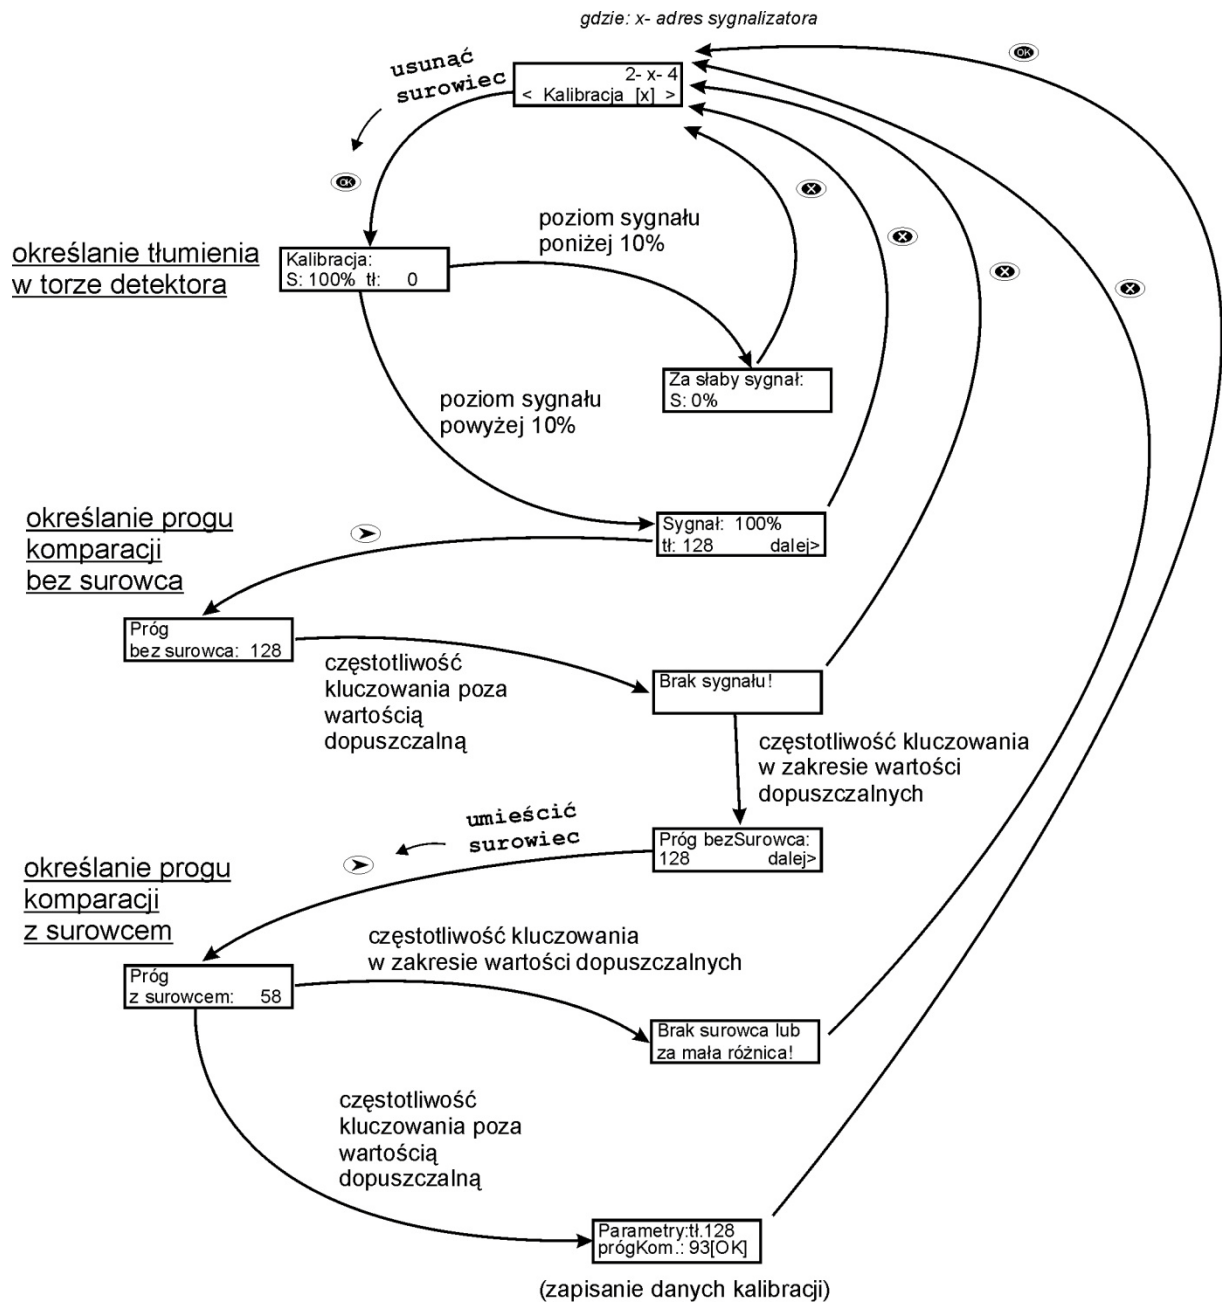 gdzie: x- adres sygnalizatora
OK
usunąć
surowiec
2- x- 4
< Kalibracja [x] >
OK
określanie tłumienia
w torze detektora
Kalibracja:
S: 100% tł: 0
poziom sygnału
poniżej 10%
Za słaby sygnał:
S: 0%
poziom sygnału
powyżej 10%
Sygnał: 100%
tł: 128 dalej>
określanie progu
komparacji
bez surowca
Próg
bez surowca: 128
częstotliwość
kluczowania poza
wartością
dopuszczalną
Brak sygnału!
częstotliwość kluczowania
w zakresie wartości
dopuszczalnych
umieścić
surowiec
Próg bezSurowca:
128 dalej>
określanie progu
komparacji
z surowcem
Próg
z surowcem: 58
częstotliwość kluczowania
w zakresie wartości dopuszczalnych
Brak surowca lub
za mała różnica!
częstotliwość
kluczowania poza
wartością
dopuszczalną
Parametry:tł.128
prógKom.: 93[OK]
(zapisanie danych kalibracji)